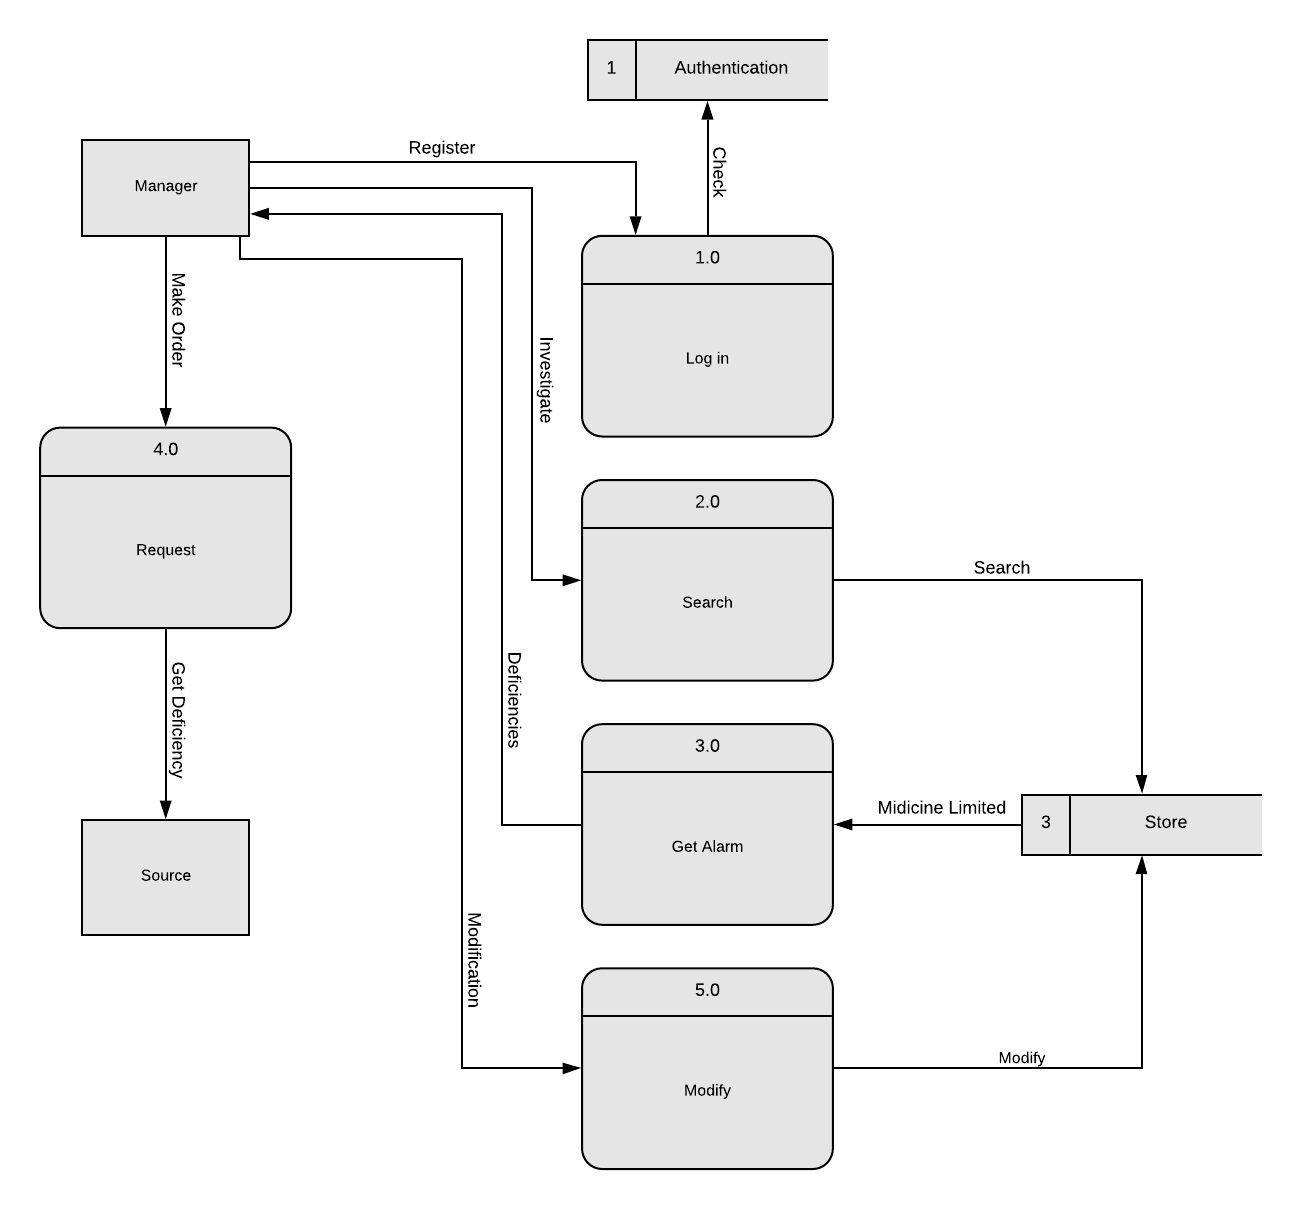 1
Authentication
Register
Check
Manager
1.0
Log in
Make Order
Investigate
4.0
Request
2.0
Search
Search
Deficiencies
Get Deficiency
3.0
Get Alarm
Midicine Limited
3
Store
Source
Modification
5.0
Modify
Modify